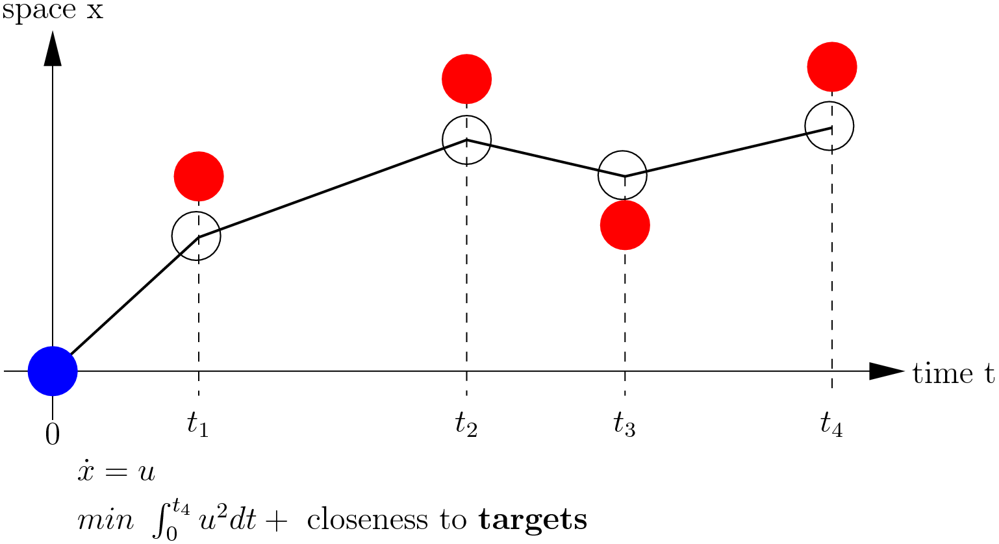 space x
time t
0
t₁
t₂
t₃
t₄
ẋ = u
min ∫₀^{t₄} u²dt + closeness to targets